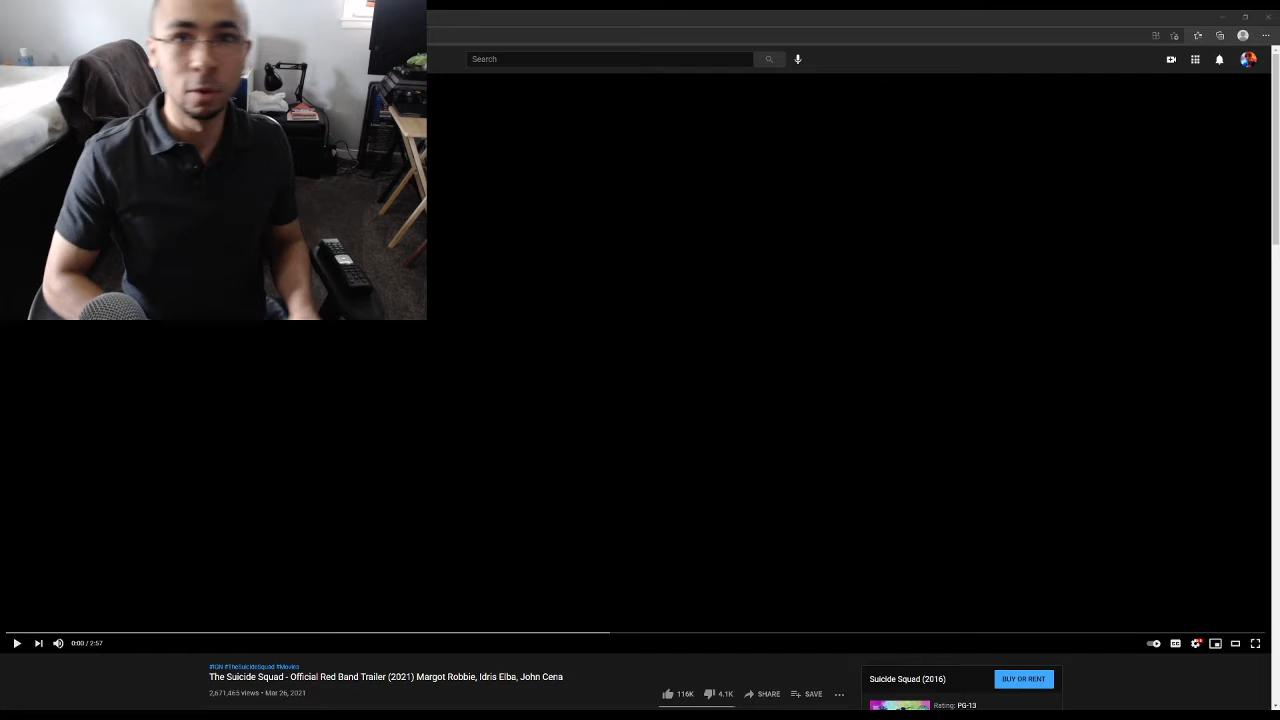 Search
0:00 / 2:57
#IGN #TheSuicideSquad #Movies
The Suicide Squad - Official Red Band Trailer (2021) Margot Robbie, Idris Elba, John Cena
2,671,465 views • Mar 26, 2021
116K
4.1K
SHARE
SAVE
Suicide Squad (2016)
BUY OR RENT
Rating: PG-13